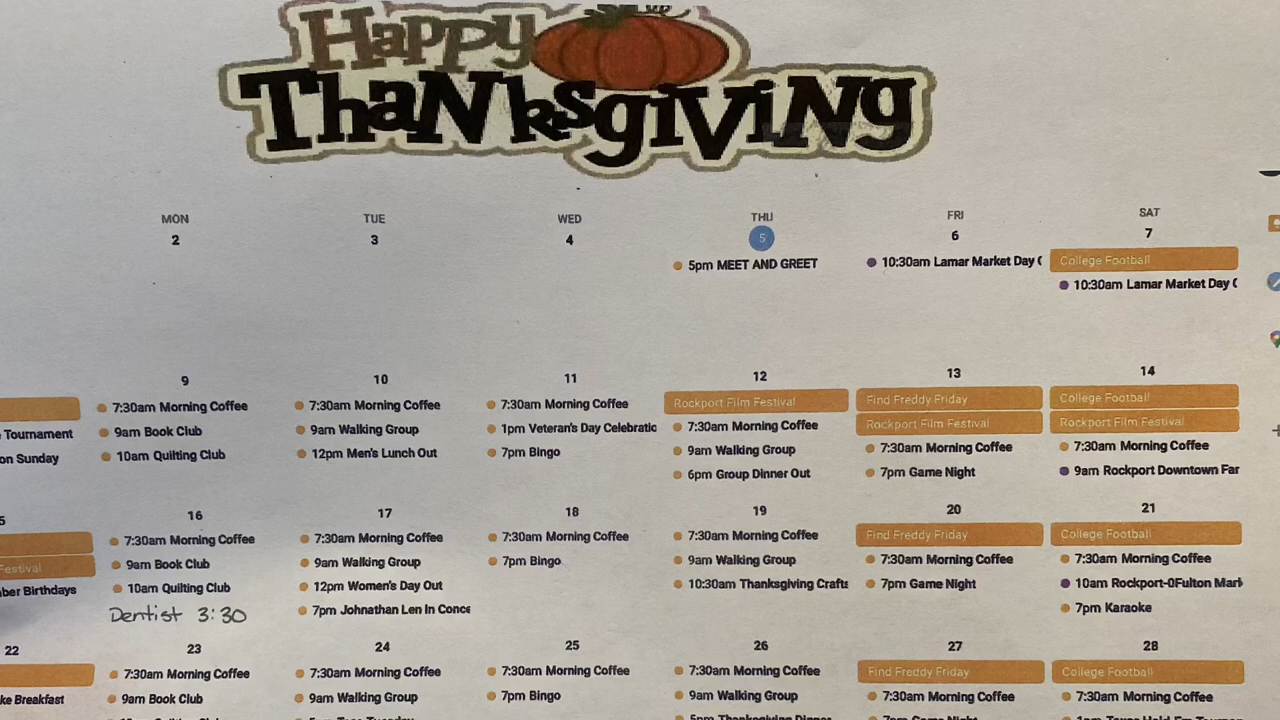 Happy
Thanksgiving
MON TUE WED THU FRI SAT
2 3 4 5 6 7
5pm MEET AND GREET
10:30am Lamar Market Day
College Football
10:30am Lamar Market Day
9 10 11 12 13 14
Tournament
on Sunday
7:30am Morning Coffee
9am Book Club
10am Quilting Club
7:30am Morning Coffee
9am Walking Group
12pm Men's Lunch Out
7:30am Morning Coffee
1pm Veteran's Day Celebratic
7pm Bingo
Rockport Film Festival
7:30am Morning Coffee
9am Walking Group
6pm Group Dinner Out
Find Freddy Friday
Rockport Film Festival
7:30am Morning Coffee
7pm Game Night
College Football
Rockport Film Festival
7:30am Morning Coffee
9am Rockport Downtown Far
5 16 17 18 19 20 21
Festival
ber Birthdays
7:30am Morning Coffee
9am Book Club
10am Quilting Club
Dentist 3:30
7:30am Morning Coffee
9am Walking Group
12pm Women's Day Out
7pm Johnathan Len In Conce
7:30am Morning Coffee
7pm Bingo
7:30am Morning Coffee
9am Walking Group
10:30am Thanksgiving Crafts
Find Freddy Friday
7:30am Morning Coffee
7pm Game Night
College Football
7:30am Morning Coffee
10am Rockport-0Fulton Mark
7pm Karaoke
22 23 24 25 26 27 28
ke Breakfast
7:30am Morning Coffee
9am Book Club
7:30am Morning Coffee
9am Walking Group
7:30am Morning Coffee
7pm Bingo
7:30am Morning Coffee
9am Walking Group
5pm Thanksgiving Dinner
Find Freddy Friday
7:30am Morning Coffee
7pm Game Night
College Football
7:30am Morning Coffee